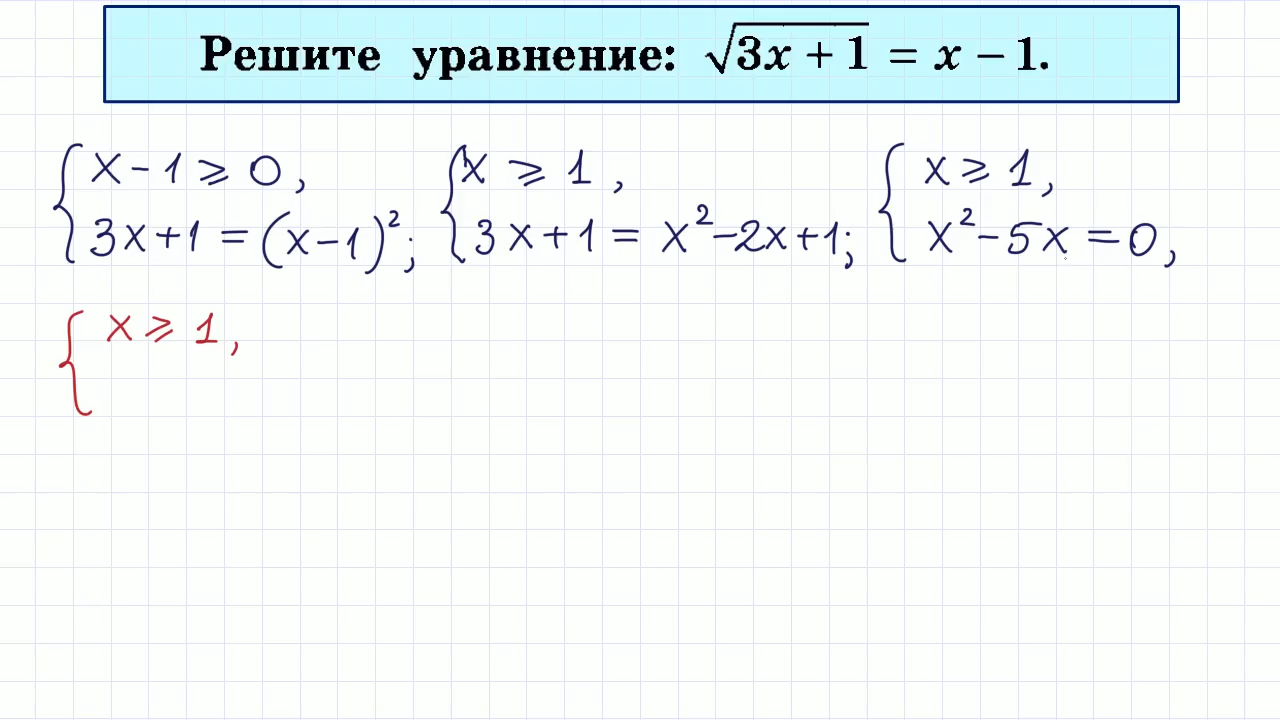 Решите уравнение: √3x + 1 = x − 1.
{ x − 1 ⩾ 0, { x ⩾ 1, { x ⩾ 1,
3x + 1 = (x − 1)²; 3x + 1 = x² − 2x + 1; x² − 5x = 0,
{ x ⩾ 1,